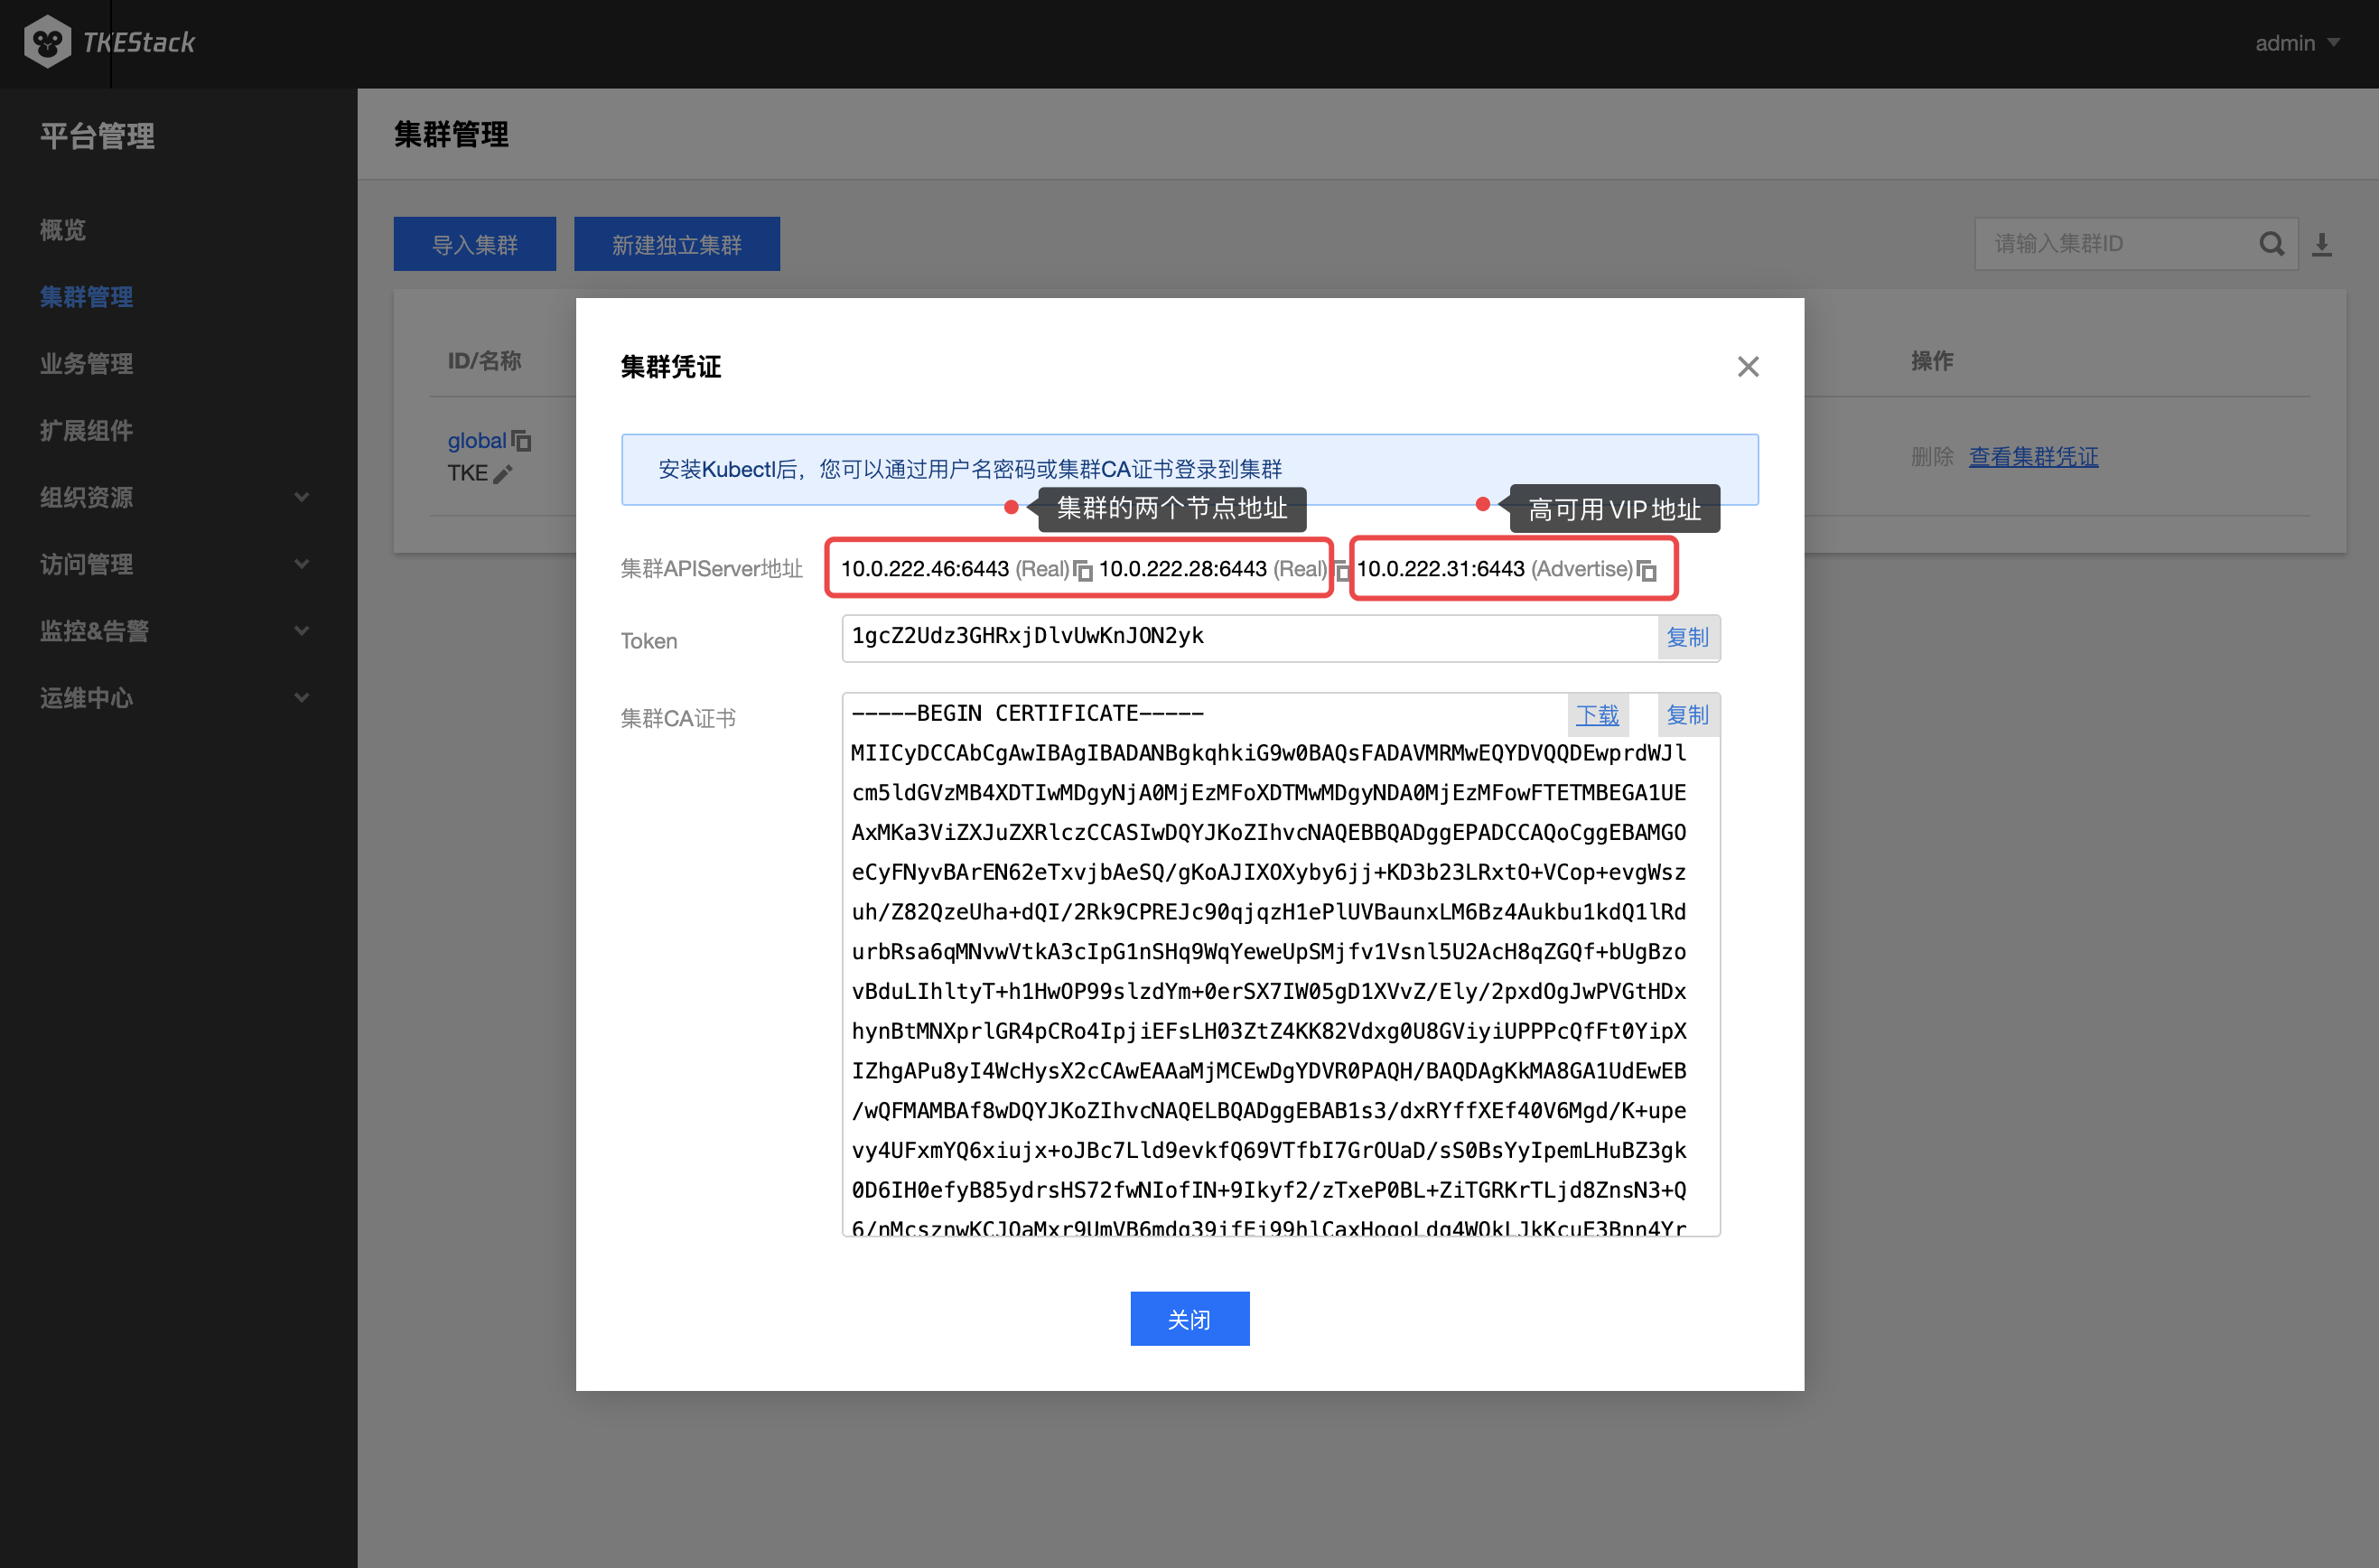 TKEStack
admin
平台管理
概览
集群管理
业务管理
扩展组件
组织资源
访问管理
监控&告警
运维中心
集群管理
导入集群
新建独立集群
请输入集群ID
ID/名称
操作
global
TKE
删除 查看集群凭证
集群凭证
安装Kubectl后，您可以通过用户名密码或集群CA证书登录到集群
集群的两个节点地址
高可用 VIP 地址
集群APIServer地址
10.0.222.46:6443 (Real) 10.0.222.28:6443 (Real) 10.0.222.31:6443 (Advertise)
Token
1gcZ2Udz3GHRxjDlvUwKnJON2yk
复制
集群CA证书
下载
复制
-----BEGIN CERTIFICATE-----
MIICyDCCAbCgAwIBAgIBADANBgkqhkiG9w0BAQsFADAVMRMwEQYDVQQDEwprdWJl
cm5ldGVzMB4XDTIwMDgyNjA0MjEzMFoXDTMwMDgyNDA0MjEzMFowFTETMBEGA1UE
AxMKa3ViZXJuZXRlczCCASIwDQYJKoZIhvcNAQEBBQADggEPADCCAQoCggEBAMGO
eCyFNyvBArEN62eTxvjbAeSQ/gKoAJIXOXyby6jj+KD3b23LRxtO+VCop+evgWsz
uh/Z82QzeUha+dQI/2Rk9CPREJc90qjqzH1ePlUVBaunxLM6Bz4Aukbu1kdQ1lRd
urbRsa6qMNvwVtkA3cIpG1nSHq9WqYeweUpSMjfv1Vsnl5U2AcH8qZGQf+bUgBzo
vBduLIhltyT+h1HwOP99slzdYm+0erSX7IW05gD1XVvZ/Ely/2pxdOgJwPVGtHDx
hynBtMNXprlGR4pCRo4IpjiEFsLH03ZtZ4KK82Vdxg0U8GViyiUPPPcQfFt0YipX
IZhgAPu8yI4WcHysX2cCAwEAAaMjMCEwDgYDVR0PAQH/BAQDAgKkMA8GA1UdEwEB
/wQFMAMBAf8wDQYJKoZIhvcNAQELBQADggEBAB1s3/dxRYffXEf40V6Mgd/K+upe
vy4UFxmYQ6xiujx+oJBc7Lld9evkfQ69VTfbI7GrOUaD/sS0BsYyIpemLHuBZ3gk
0D6IH0efyB85ydrsHS72fwNIofIN+9Ikyf2/zTxeP0BL+ZiTGRKrTLjd8ZnsN3+Q
关闭